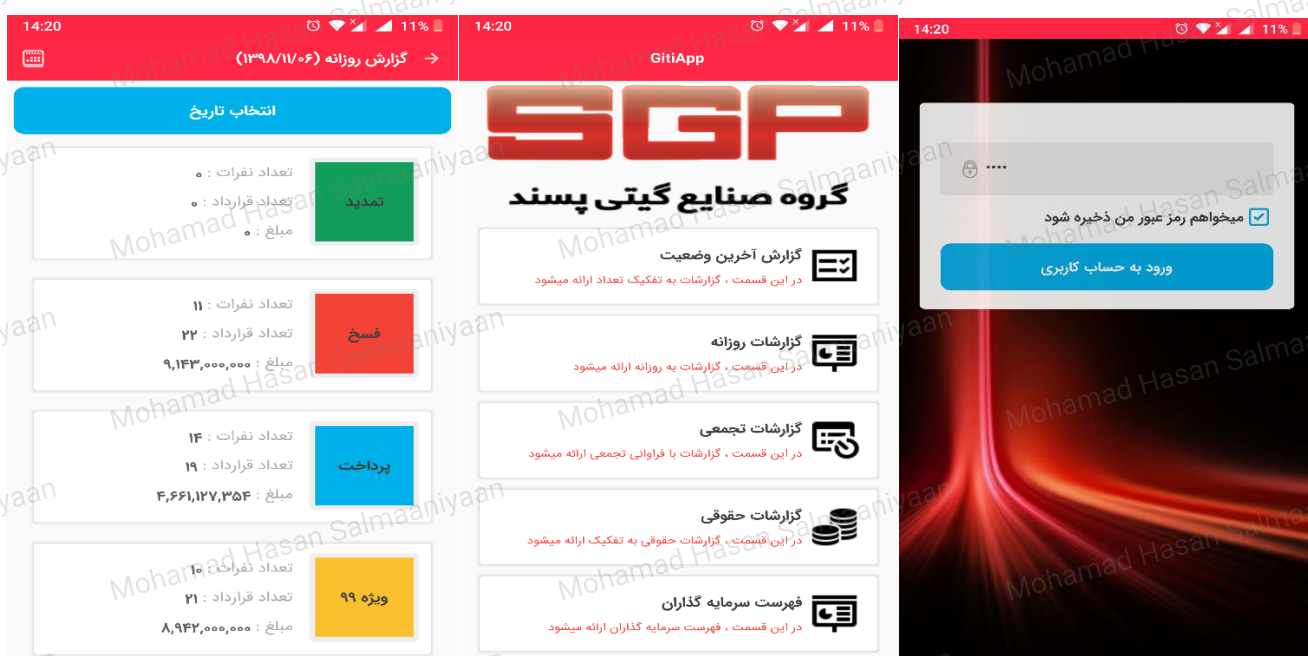 14:20
11%
گزارش روزانه (۱۳۹۸/۱۱/۰۶)
انتخاب تاریخ
تمدید
تعداد نفرات : ۰
تعداد قرارداد : ۰
مبلغ : ۰
فسخ
تعداد نفرات : ۱۱
تعداد قرارداد : ۲۲
مبلغ : ۹,۱۴۳,۰۰۰,۰۰۰
پرداخت
تعداد نفرات : ۱۴
تعداد قرارداد : ۱۹
مبلغ : ۴,۶۶۱,۱۲۷,۳۵۴
ویژه ۹۹
تعداد نفرات : ۱۰
تعداد قرارداد : ۲۱
مبلغ : ۸,۹۴۲,۰۰۰,۰۰۰
14:20
11%
GitiApp
SGP
گروه صنایع گیتی پسند
گزارش آخرین وضعیت
در این قسمت ، گزارشات به تفکیک تعداد ارائه میشود
گزارشات روزانه
در این قسمت ، گزارشات به روزانه ارائه میشود
گزارشات تجمعی
در این قسمت ، گزارشات با فراوانی تجمعی ارائه میشود
گزارشات حقوقی
در این قسمت ، گزارشات حقوقی به تفکیک ارائه میشود
فهرست سرمایه گذاران
در این قسمت ، فهرست سرمایه گذاران ارائه میشود
14:20
11%
میخواهم رمز عبور من ذخیره شود
ورود به حساب کاربری
Mohamad Hasan Salmaaniyaan